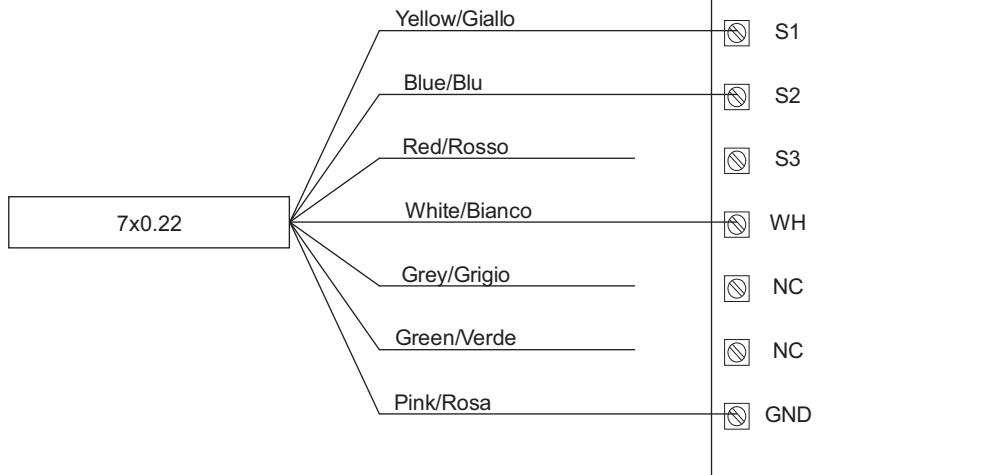 Yellow/Giallo
S1
Blue/Blu
S2
Red/Rosso
S3
7x0.22
White/Bianco
WH
Grey/Grigio
NC
Green/Verde
NC
Pink/Rosa
GND